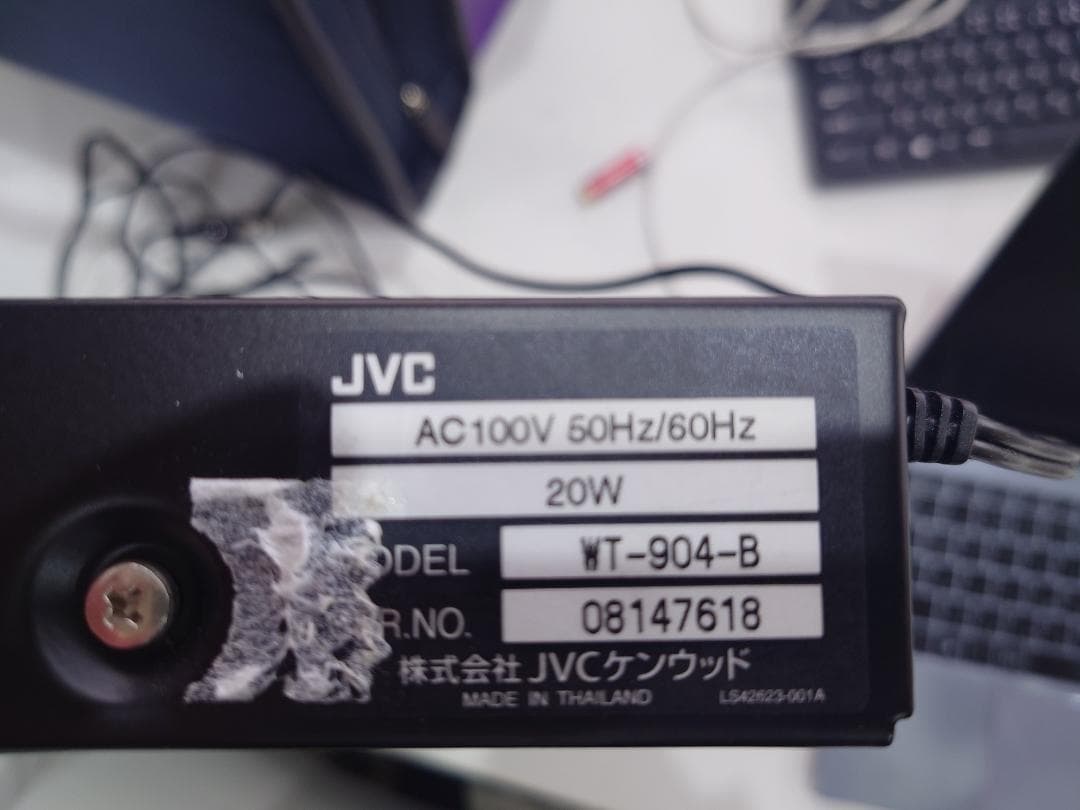 JVC
AC100V 50Hz/60Hz
20W
ODEL WT-904-B
R.NO. 08147618
株式会社 JVCケンウッド
MADE IN THAILAND LS42623-001A